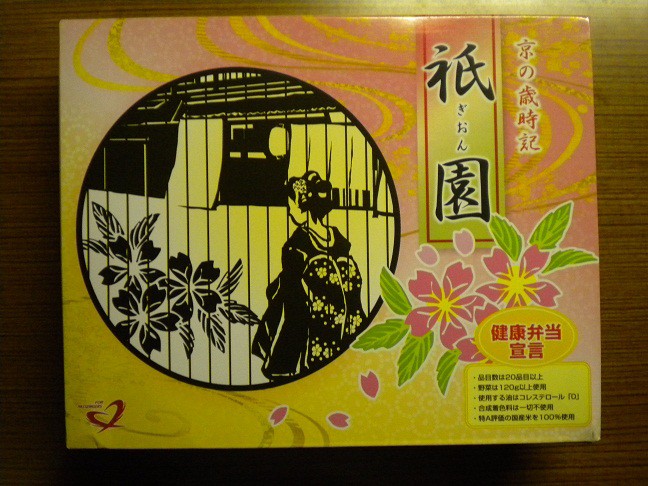 京の歳時記
祇園
ぎおん
健康弁当
宣言
・品目数は20品目以上
・野菜は120g以上使用
・使用する油はコレステロール「0」
・合成着色料は一切不使用
・特A評価の国産米を100%使用